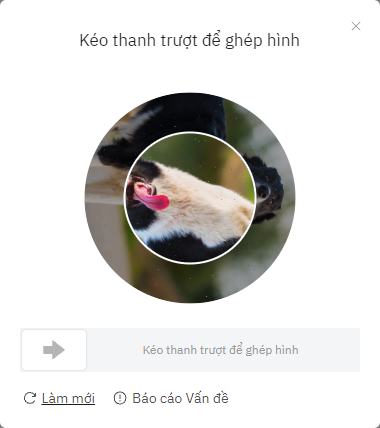 Kéo thanh trượt để ghép hình
Kéo thanh trượt để ghép hình
Làm mới
Báo cáo Vấn đề